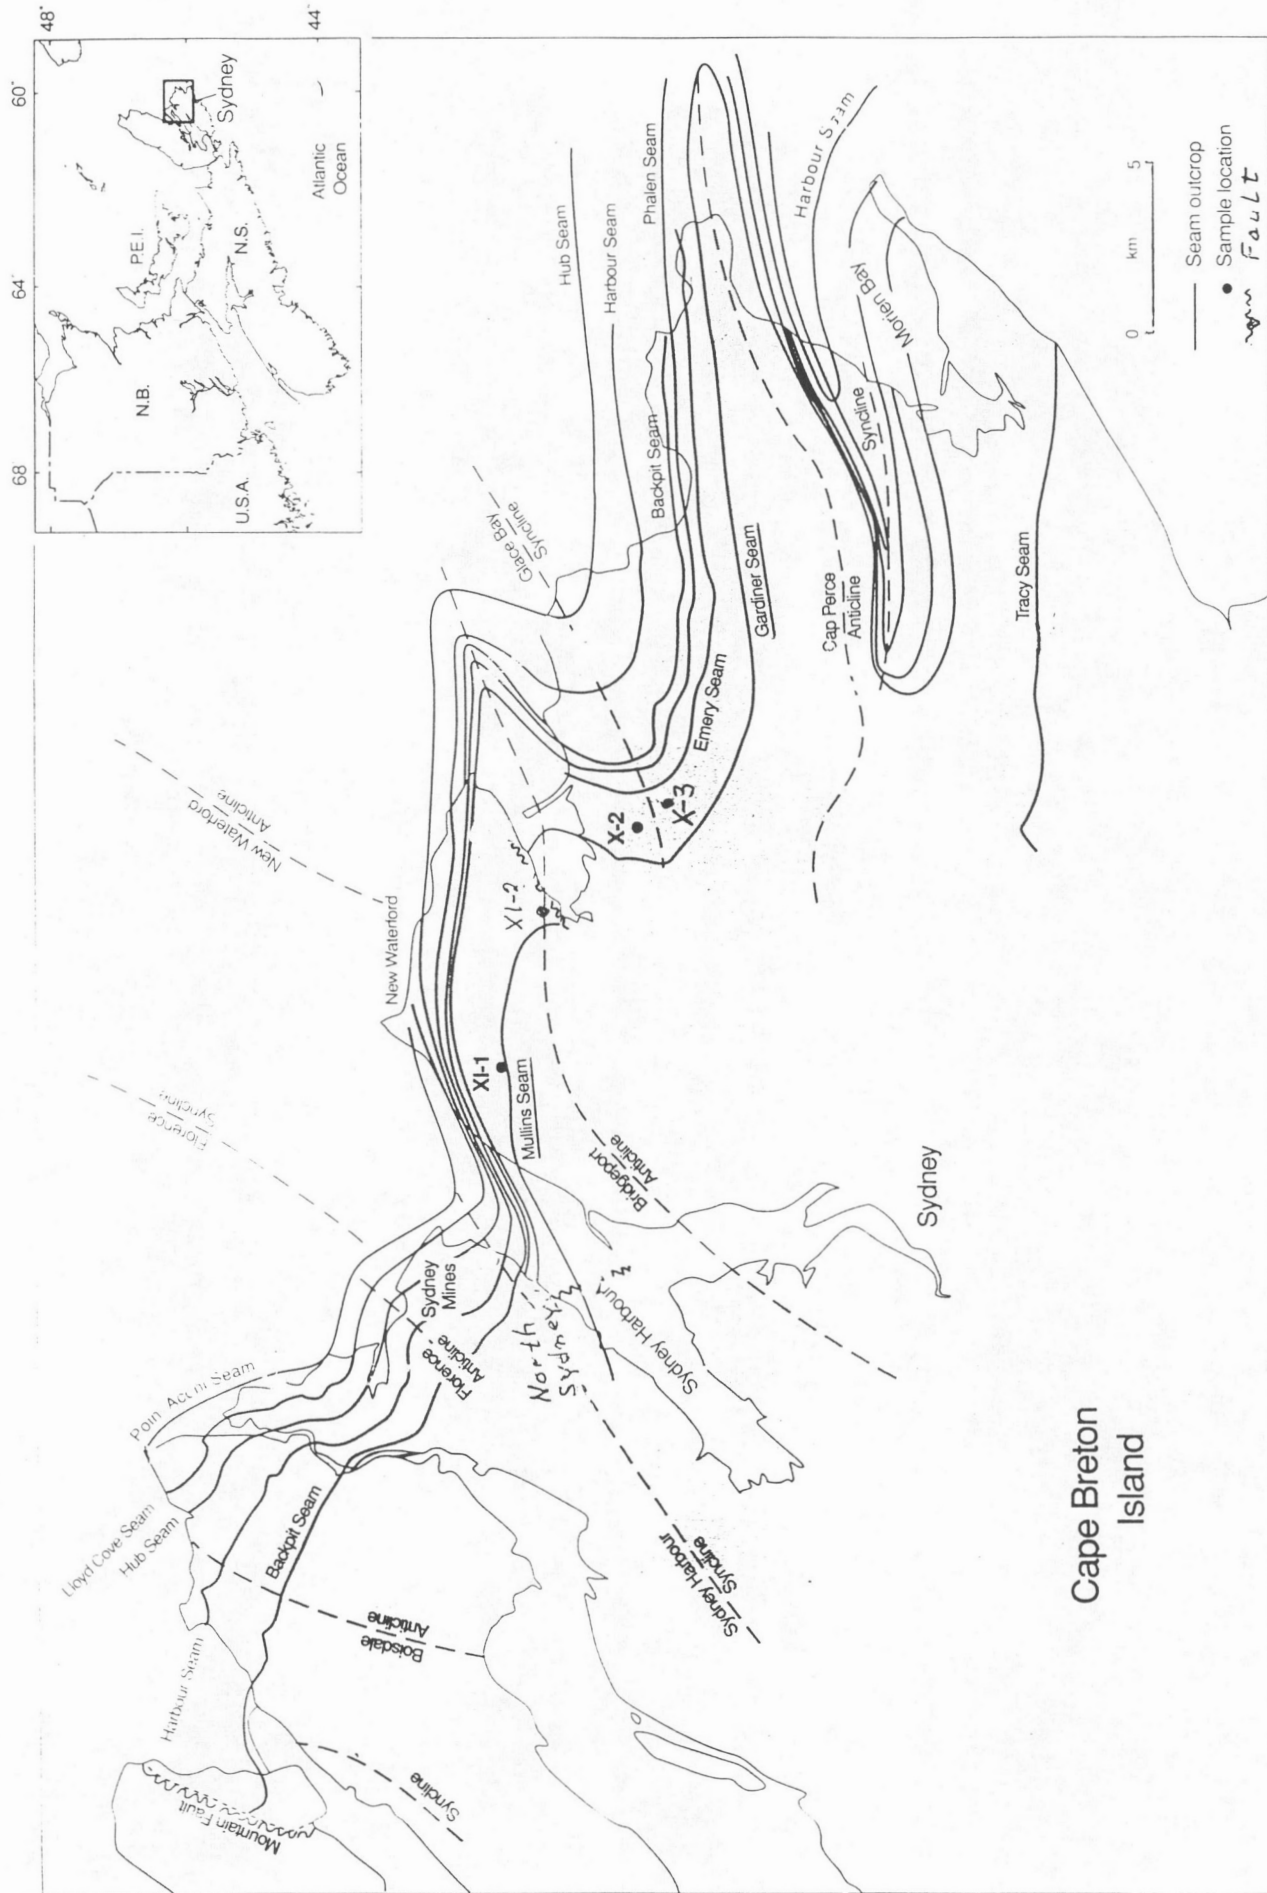 48°
44°
60°
64°
68°
Sydney
Atlantic
Ocean
P.E.I.
N.S.
N.B.
U.S.A.
Hub Seam
Harbour Seam
Phalen Seam
Harbour Seam
Morien Bay
Syncline
Backpit Seam
Glace Bay
Syncline
Gardiner Seam
Emery Seam
Cap Perce
Anticline
Tracy Seam
X-2
X-3
New Waterford
Anticline
New Waterford
XI-2
XI-1
Mullins Seam
Florence
Syncline
Bridgeport
Anticline
Sydney
Sydney
Mines
Florence
Anticline
North
Sydney
Sydney Harbour
Sydney Harbour
Syncline
Poin Aconi Seam
Lloyd Cove Seam
Hub Seam
Backpit Seam
Boisdale
Anticline
Harbour Seam
Mountain Fault
Syncline
Cape Breton
Island
0 km 5
Seam outcrop
Sample location
Fault